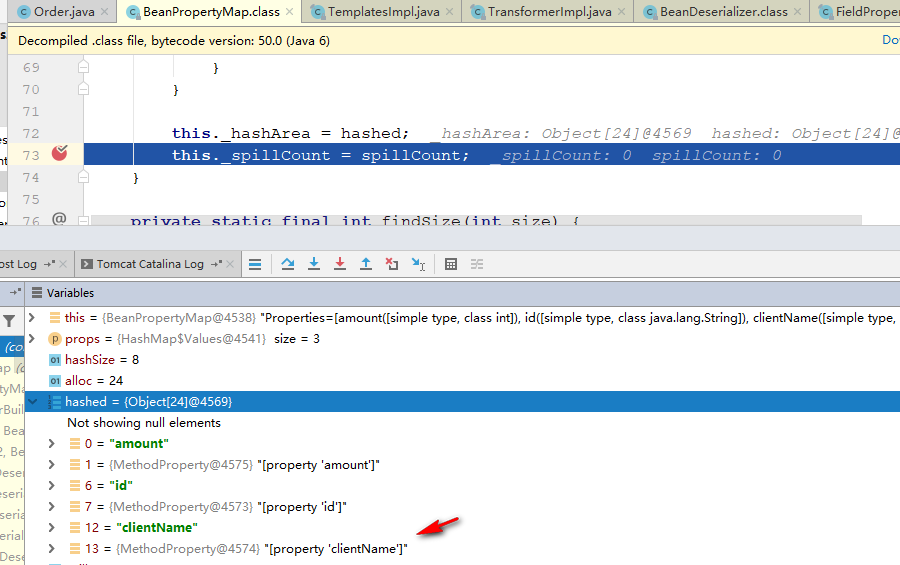 Order.java BeanPropertyMap.class TemplatesImpl.java TransformerImpl.java BeanDeserializer.class FieldPrope
Decompiled .class file, bytecode version: 50.0 (Java 6) Do
69 }
70 }
71
72 this._hashArea = hashed; _hashArea: Object[24]@4569 hashed: Object[24]@
73 this._spillCount = spillCount; _spillCount: 0 spillCount: 0
74 }
75
76 @ private static final int findSize(int size) {
ost Log Tomcat Catalina Log
Variables
this = {BeanPropertyMap@4538} "Properties=[amount([simple type, class int]), id([simple type, class java.lang.String]), clientName([simple type,
props = {HashMap$Values@4541} size = 3
hashSize = 8
alloc = 24
hashed = {Object[24]@4569}
Not showing null elements
0 = "amount"
1 = {MethodProperty@4575} "[property 'amount']"
6 = "id"
7 = {MethodProperty@4573} "[property 'id']"
12 = "clientName"
13 = {MethodProperty@4574} "[property 'clientName']"